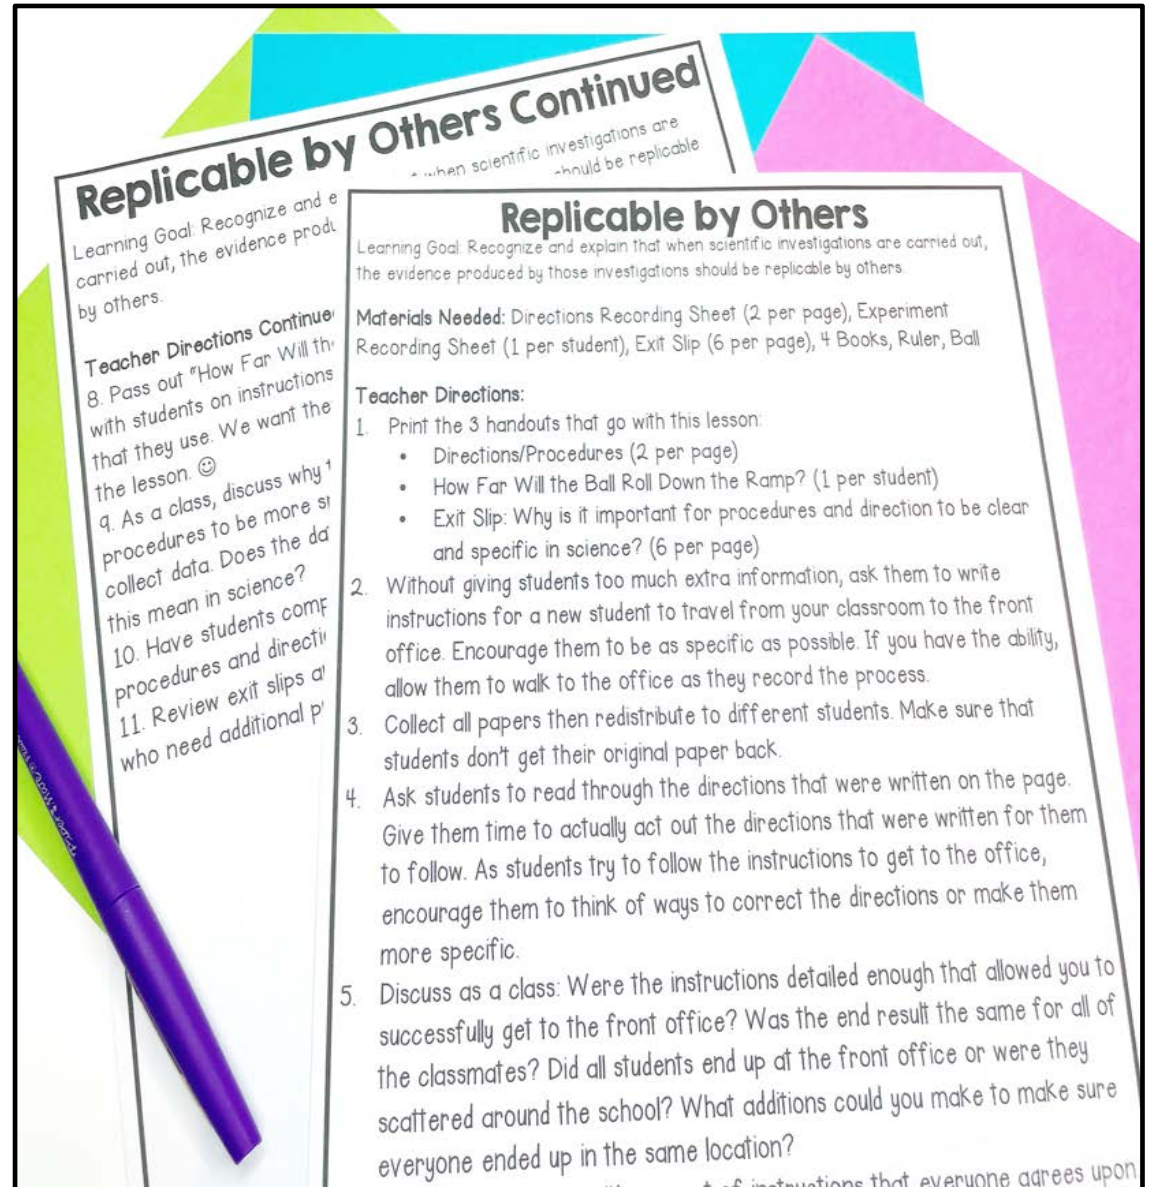 Replicable by Others Continued
Learning Goal: Recognize and e
when scientific investigations are
carried out, the evidence produ
should be replicable
by others.
Teacher Directions Continue
8. Pass out "How Far Will th
with students on instructions
that they use. We want the
the lesson. ☺
9. As a class, discuss why
procedures to be more s
collect data. Does the da
this mean in science?
10. Have students comp
procedures and directi
11. Review exit slips a
who need additional p
Replicable by Others
Learning Goal: Recognize and explain that when scientific investigations are carried out,
the evidence produced by those investigations should be replicable by others.
Materials Needed: Directions Recording Sheet (2 per page), Experiment
Recording Sheet (1 per student), Exit Slip (6 per page), 4 Books, Ruler, Ball
Teacher Directions:
1. Print the 3 handouts that go with this lesson:
• Directions/Procedures (2 per page)
• How Far Will the Ball Roll Down the Ramp? (1 per student)
• Exit Slip: Why is it important for procedures and direction to be clear
and specific in science? (6 per page)
2. Without giving students too much extra information, ask them to write
instructions for a new student to travel from your classroom to the front
office. Encourage them to be as specific as possible. If you have the ability,
allow them to walk to the office as they record the process.
3. Collect all papers then redistribute to different students. Make sure that
students don't get their original paper back.
4. Ask students to read through the directions that were written on the page.
Give them time to actually act out the directions that were written for them
to follow. As students try to follow the instructions to get to the office,
encourage them to think of ways to correct the directions or make them
more specific.
5. Discuss as a class: Were the instructions detailed enough that allowed you to
successfully get to the front office? Was the end result the same for all of
the classmates? Did all students end up at the front office or were they
scattered around the school? What additions could you make to make sure
everyone ended up in the same location?
of instructions that everyone agrees upon